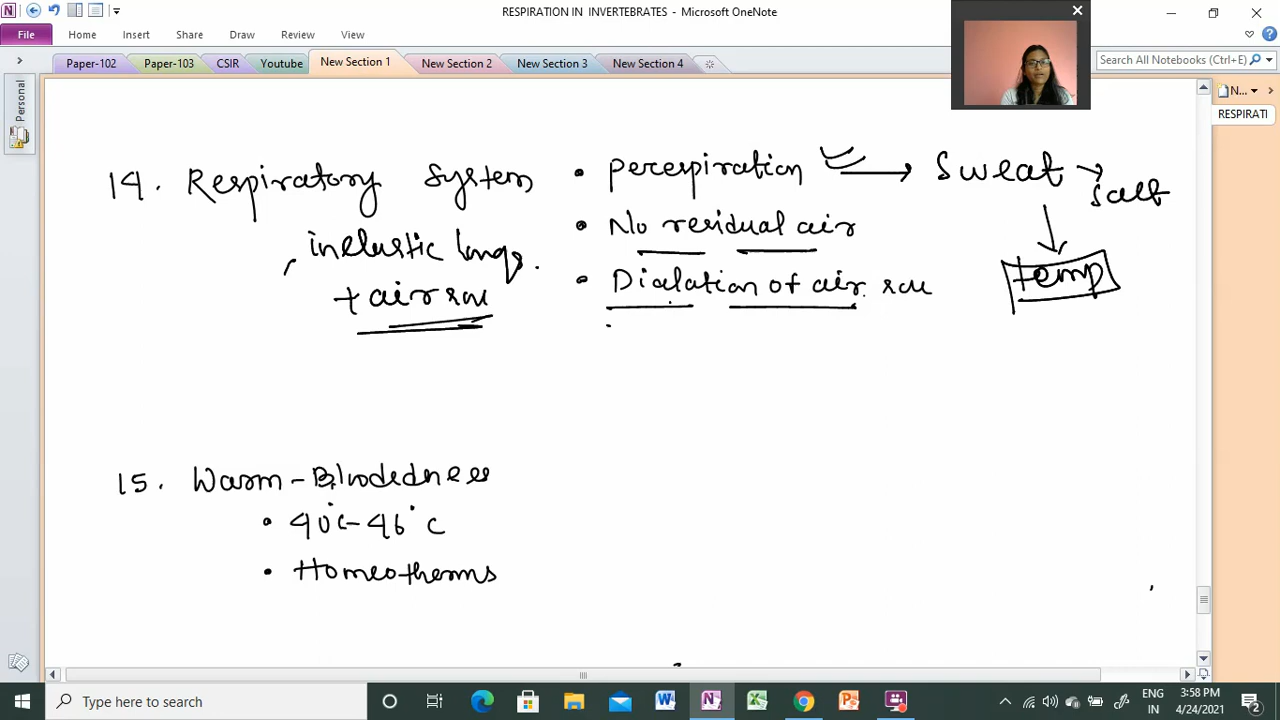 RESPIRATION IN INVERTEBRATES - Microsoft OneNote
File Home Insert Share Draw Review View
Paper-102 Paper-103 CSIR Youtube New Section 1 New Section 2 New Section 3 New Section 4
Search All Notebooks (Ctrl+E)
Personal
N...
RESPIRATI
14. Respiratory System
inelastic lungs.
+ air sac
• perespiration → Sweat → Salt
↓
temp
• No residual air
• Dialation of air sac
15. Warm-Bloodedness
• 40°C- 46°C
• Homeotherms
Type here to search
ENG
IN
3:58 PM
4/24/2021
2